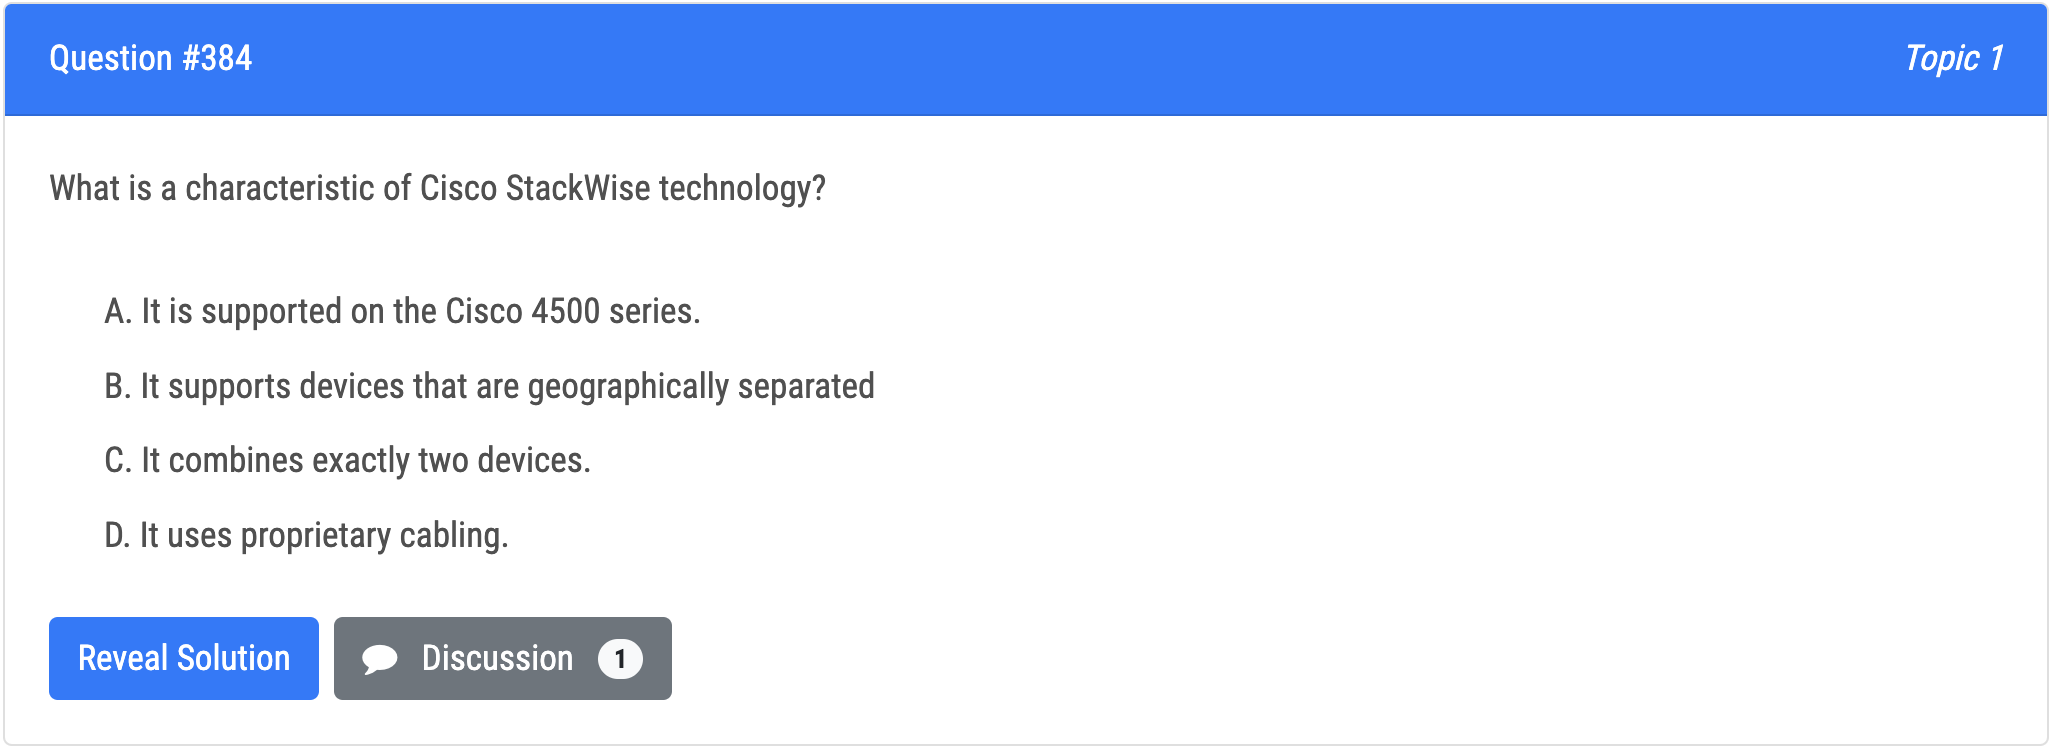 Question #384
Topic 1
What is a characteristic of Cisco StackWise technology?
A. It is supported on the Cisco 4500 series.
B. It supports devices that are geographically separated
C. It combines exactly two devices.
D. It uses proprietary cabling.
Reveal Solution
Discussion 1